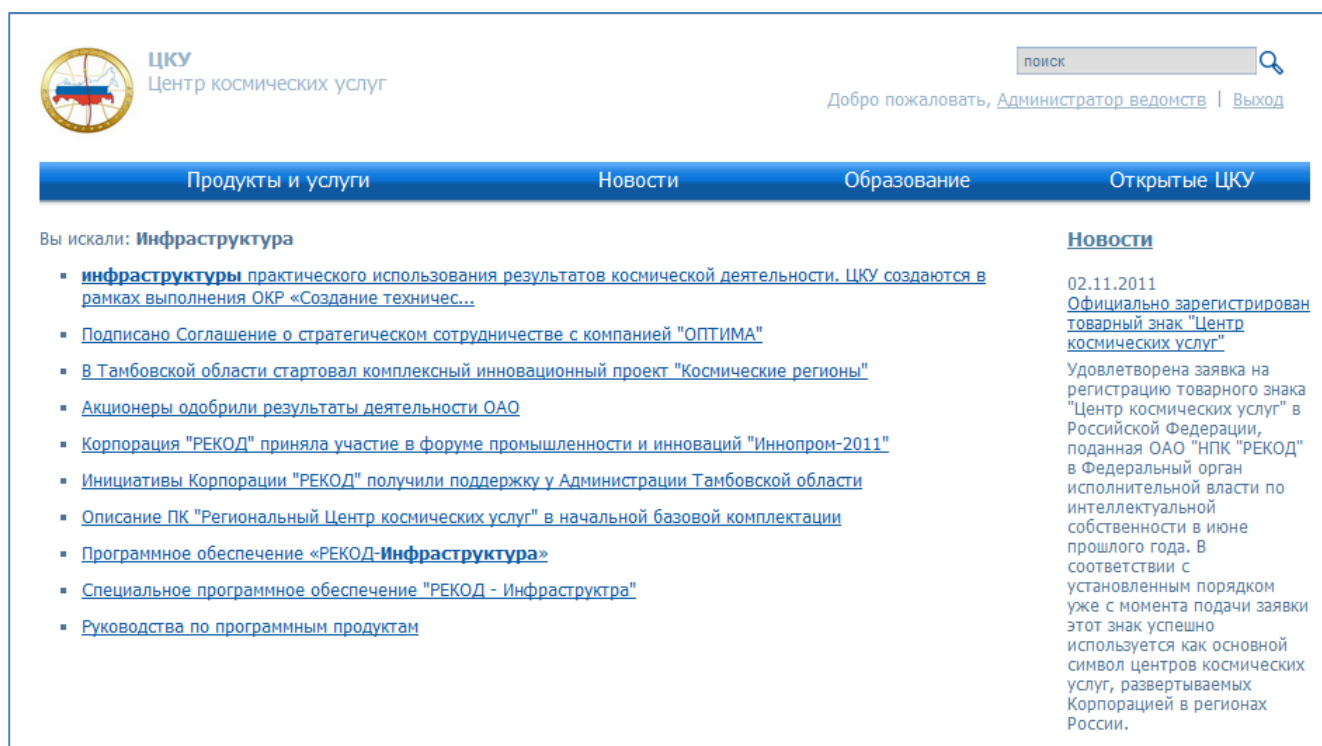 ЦКУ
Центр космических услуг
поиск
Добро пожаловать, Администратор ведомств | Выход
Продукты и услуги Новости Образование Открытые ЦКУ
Вы искали: Инфраструктура
инфраструктуры практического использования результатов космической деятельности. ЦКУ создаются в
рамках выполнения ОКР «Создание техничес...
Подписано Соглашение о стратегическом сотрудничестве с компанией "ОПТИМА"
В Тамбовской области стартовал комплексный инновационный проект "Космические регионы"
Акционеры одобрили результаты деятельности ОАО
Корпорация "РЕКОД" приняла участие в форуме промышленности и инноваций "Иннопром-2011"
Инициативы Корпорации "РЕКОД" получили поддержку у Администрации Тамбовской области
Описание ПК "Региональный Центр космических услуг" в начальной базовой комплектации
Программное обеспечение «РЕКОД-Инфраструктура»
Специальное программное обеспечение "РЕКОД - Инфраструктра"
Руководства по программным продуктам
Новости
02.11.2011
Официально зарегистрирован
товарный знак "Центр
космических услуг"
Удовлетворена заявка на
регистрацию товарного знака
"Центр космических услуг" в
Российской Федерации,
поданная ОАО "НПК "РЕКОД"
в Федеральный орган
исполнительной власти по
интеллектуальной
собственности в июне
прошлого года. В
соответствии с
установленным порядком
уже с момента подачи заявки
этот знак успешно
используется как основной
символ центров космических
услуг, развертываемых
Корпорацией в регионах
России.